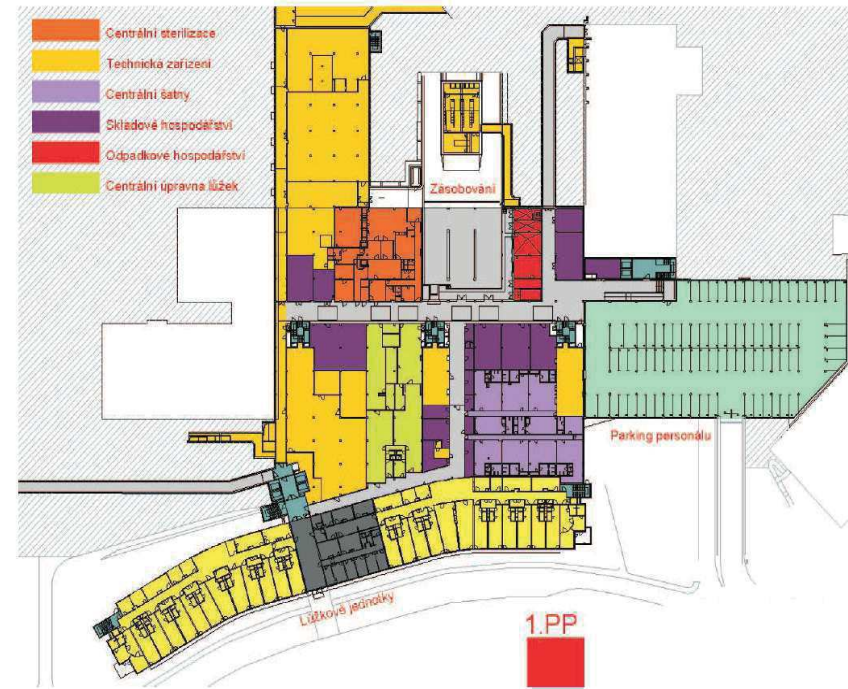 Centrální sterilizace
Technická zařízení
Centrální šatny
Skladové hospodářství
Odpadkové hospodářství
Centrální úpravna lůžek
Zásobování
Parking personálu
Lůžkové jednotky
1.PP